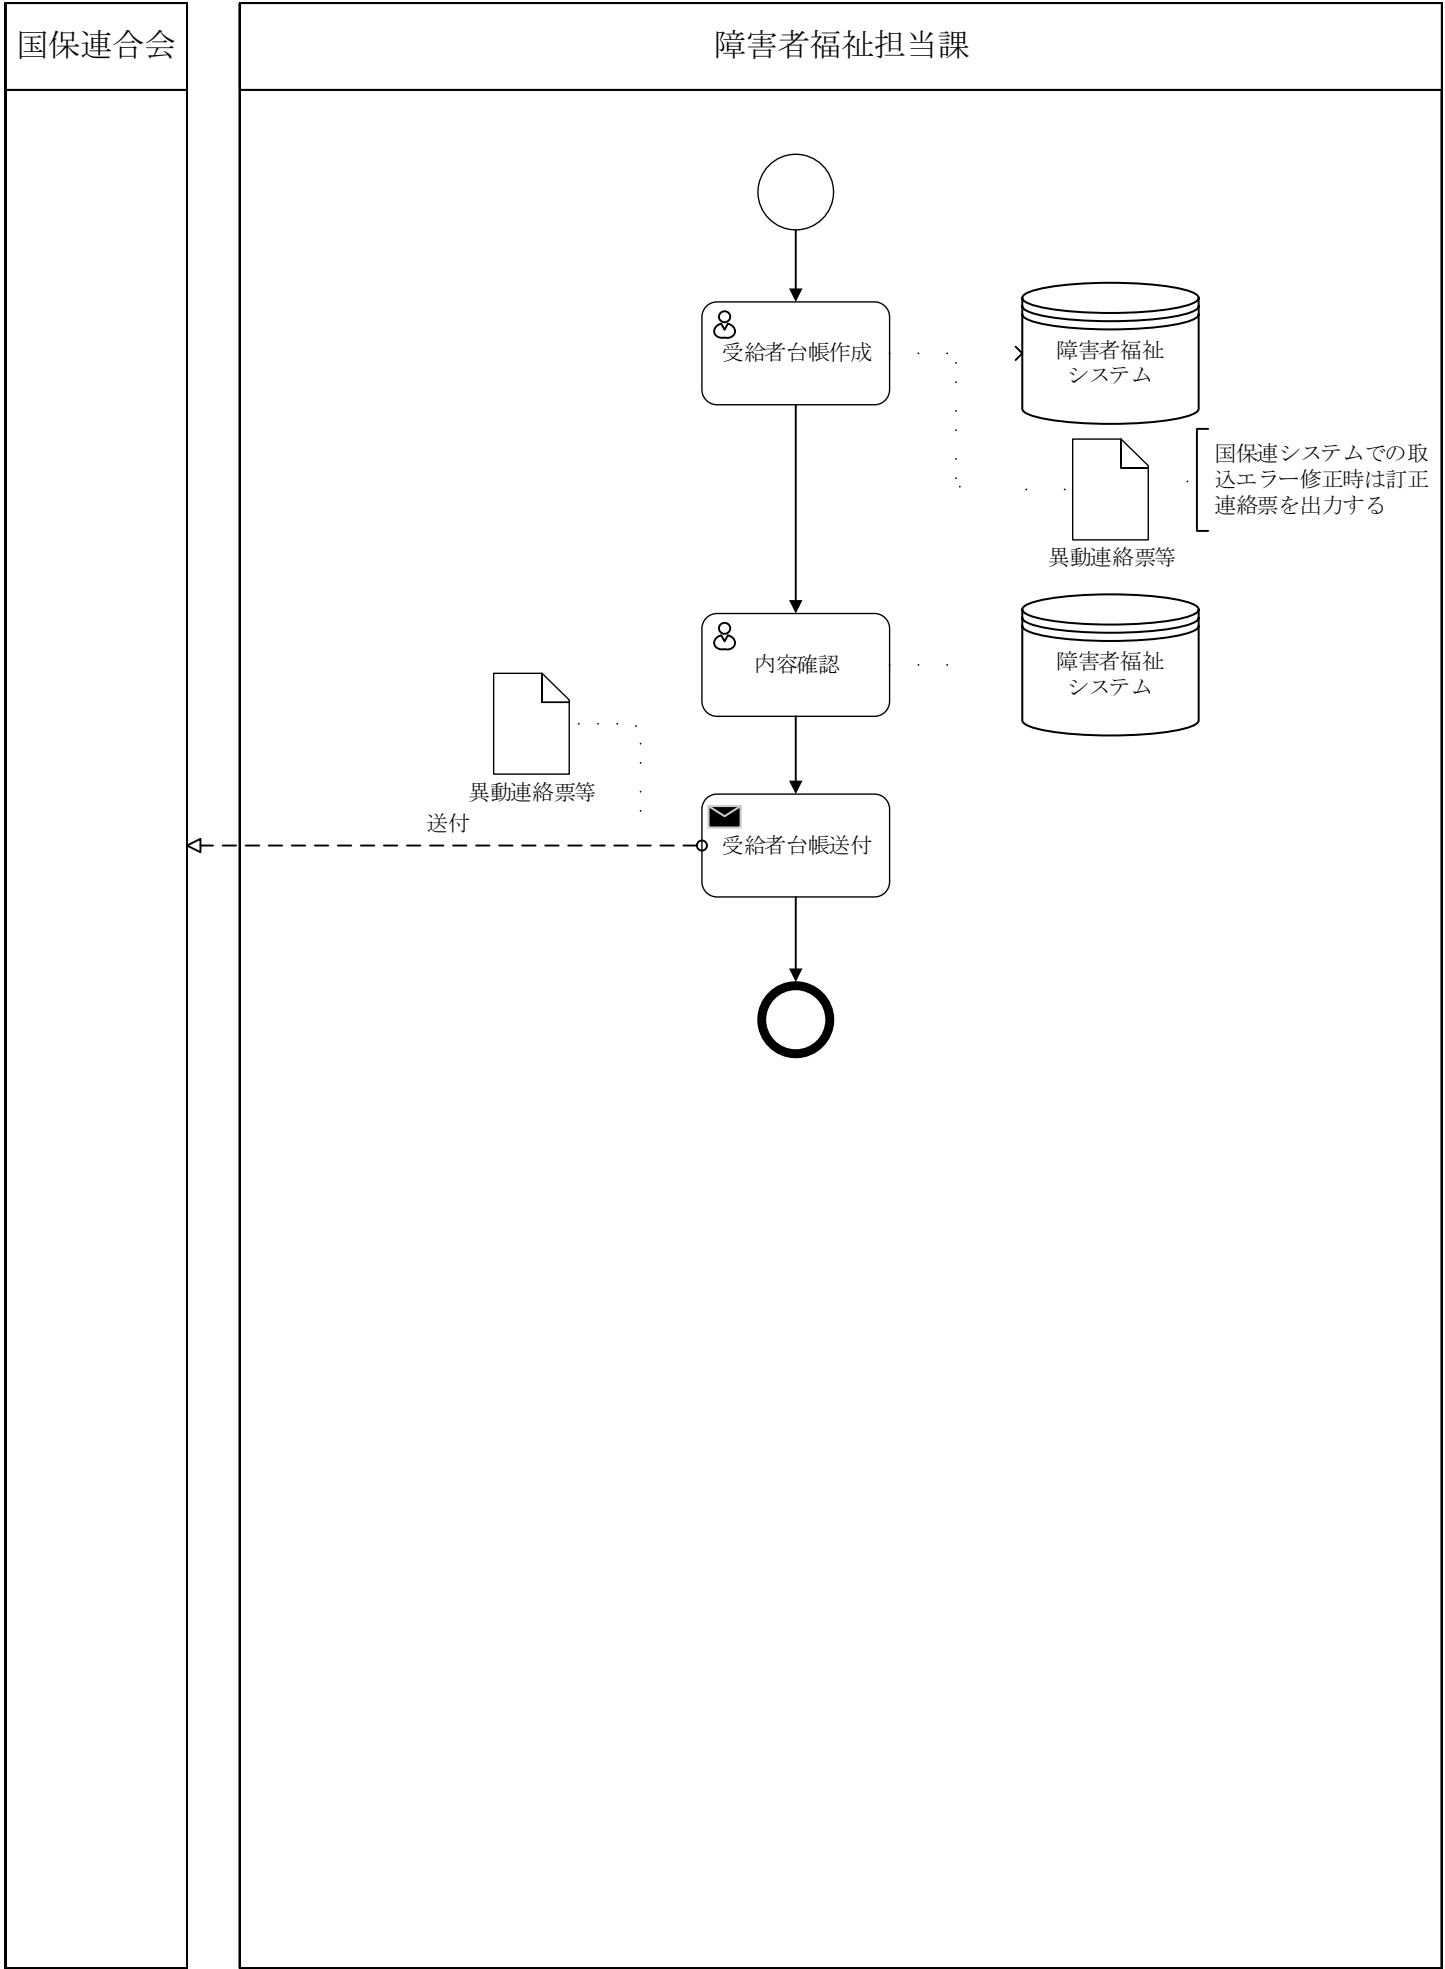 国保連合会
障害者福祉担当課
受給者台帳作成
障害者福祉
システム
国保連システムでの取
込エラー修正時は訂正
連絡票を出力する
異動連絡票等
内容確認
障害者福祉
システム
異動連絡票等
送付
受給者台帳送付